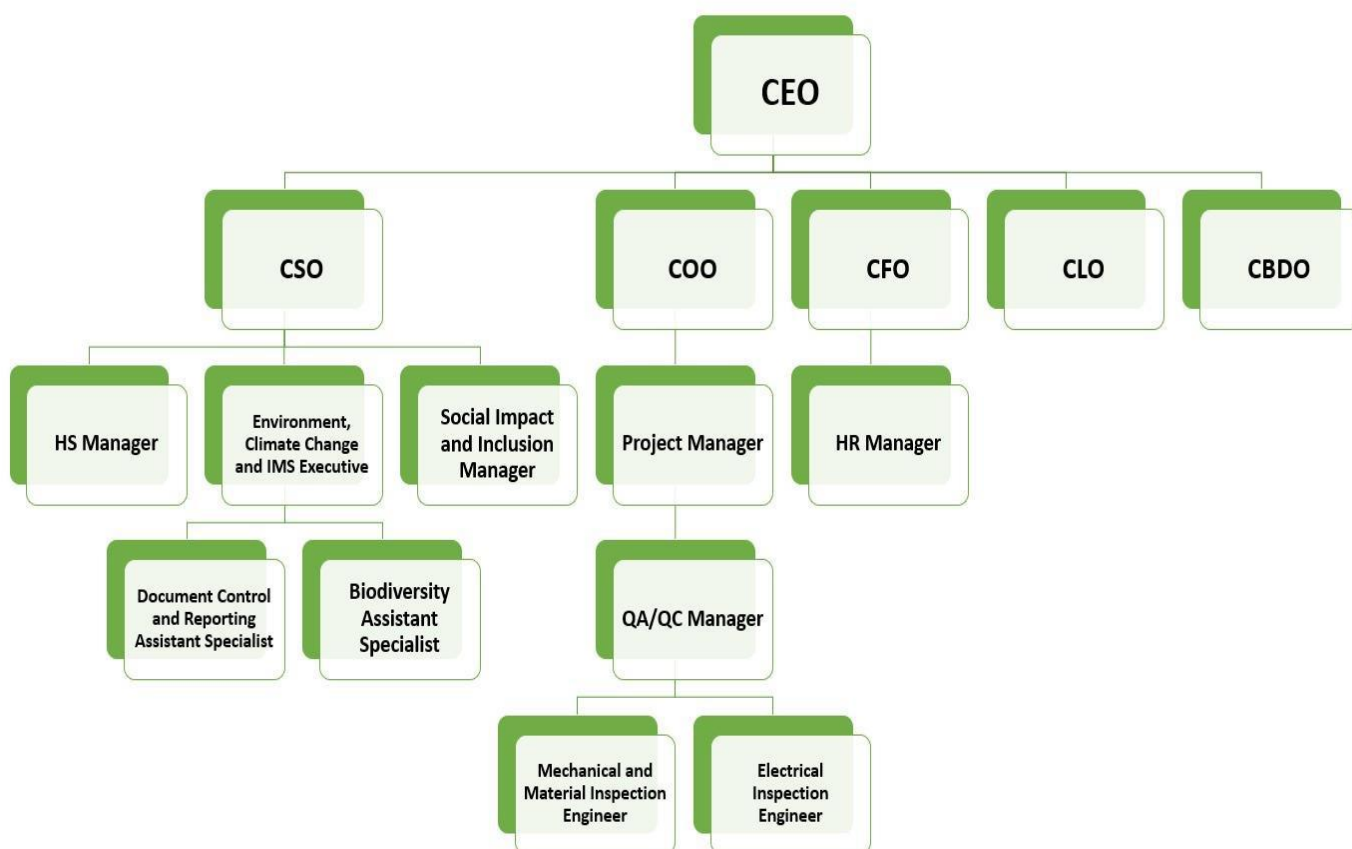 CEO
CSO
COO
CFO
CLO
CBDO
HS Manager
Environment,
Climate Change
and IMS Executive
Social Impact
and Inclusion
Manager
Project Manager
HR Manager
Document Control
and Reporting
Assistant Specialist
Biodiversity
Assistant
Specialist
QA/QC Manager
Mechanical and
Material Inspection
Engineer
Electrical
Inspection
Engineer